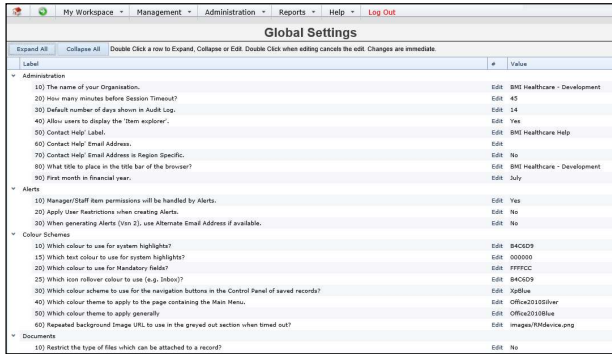 My Workspace Management Administration Reports Help Log Out
Global Settings
Expand All Collapse All Double Click a row to Expand, Collapse or Edit. Double Click when editing cancels the edit. Changes are immediate.
Label # Value
Administration
10) The name of your Organisation. Edit BMI Healthcare - Development
20) How many minutes before Session Timeout? Edit 45
30) Default number of days shown in Audit Log. Edit 14
40) Allow users to display the 'Item explorer'. Edit Yes
50) Contact Help' Label. Edit BMI Healthcare Help
60) Contact Help' Email Address. Edit
70) Contact Help' Email Address is Region Specific. Edit No
80) What title to place in the title bar of the browser? Edit BMI Healthcare - Development
90) First month in financial year. Edit July
Alerts
10) Manager/Staff item permissions will be handled by Alerts. Edit Yes
20) Apply User Restrictions when creating Alerts. Edit No
30) When generating Alerts (Vsn 2), use Alternate Email Address if available. Edit No
Colour Schemes
10) Which colour to use for system highlights? Edit B4C6D9
15) Which text colour to use for system highlights? Edit 000000
20) Which colour to use for Mandatory fields? Edit FFFFCC
25) Which icon rollover colour to use (e.g. Inbox)? Edit B4C6D9
30) Which colour scheme to use for the navigation buttons in the Control Panel of saved records? Edit XpBlue
40) Which colour theme to apply to the page containing the Main Menu. Edit Office2010Silver
50) Which colour theme to apply generally Edit Office2010Blue
60) Repeated background Image URL to use in the greyed out section when timed out? Edit images/RMdevice.png
Documents
10) Restrict the type of files which can be attached to a record? Edit No